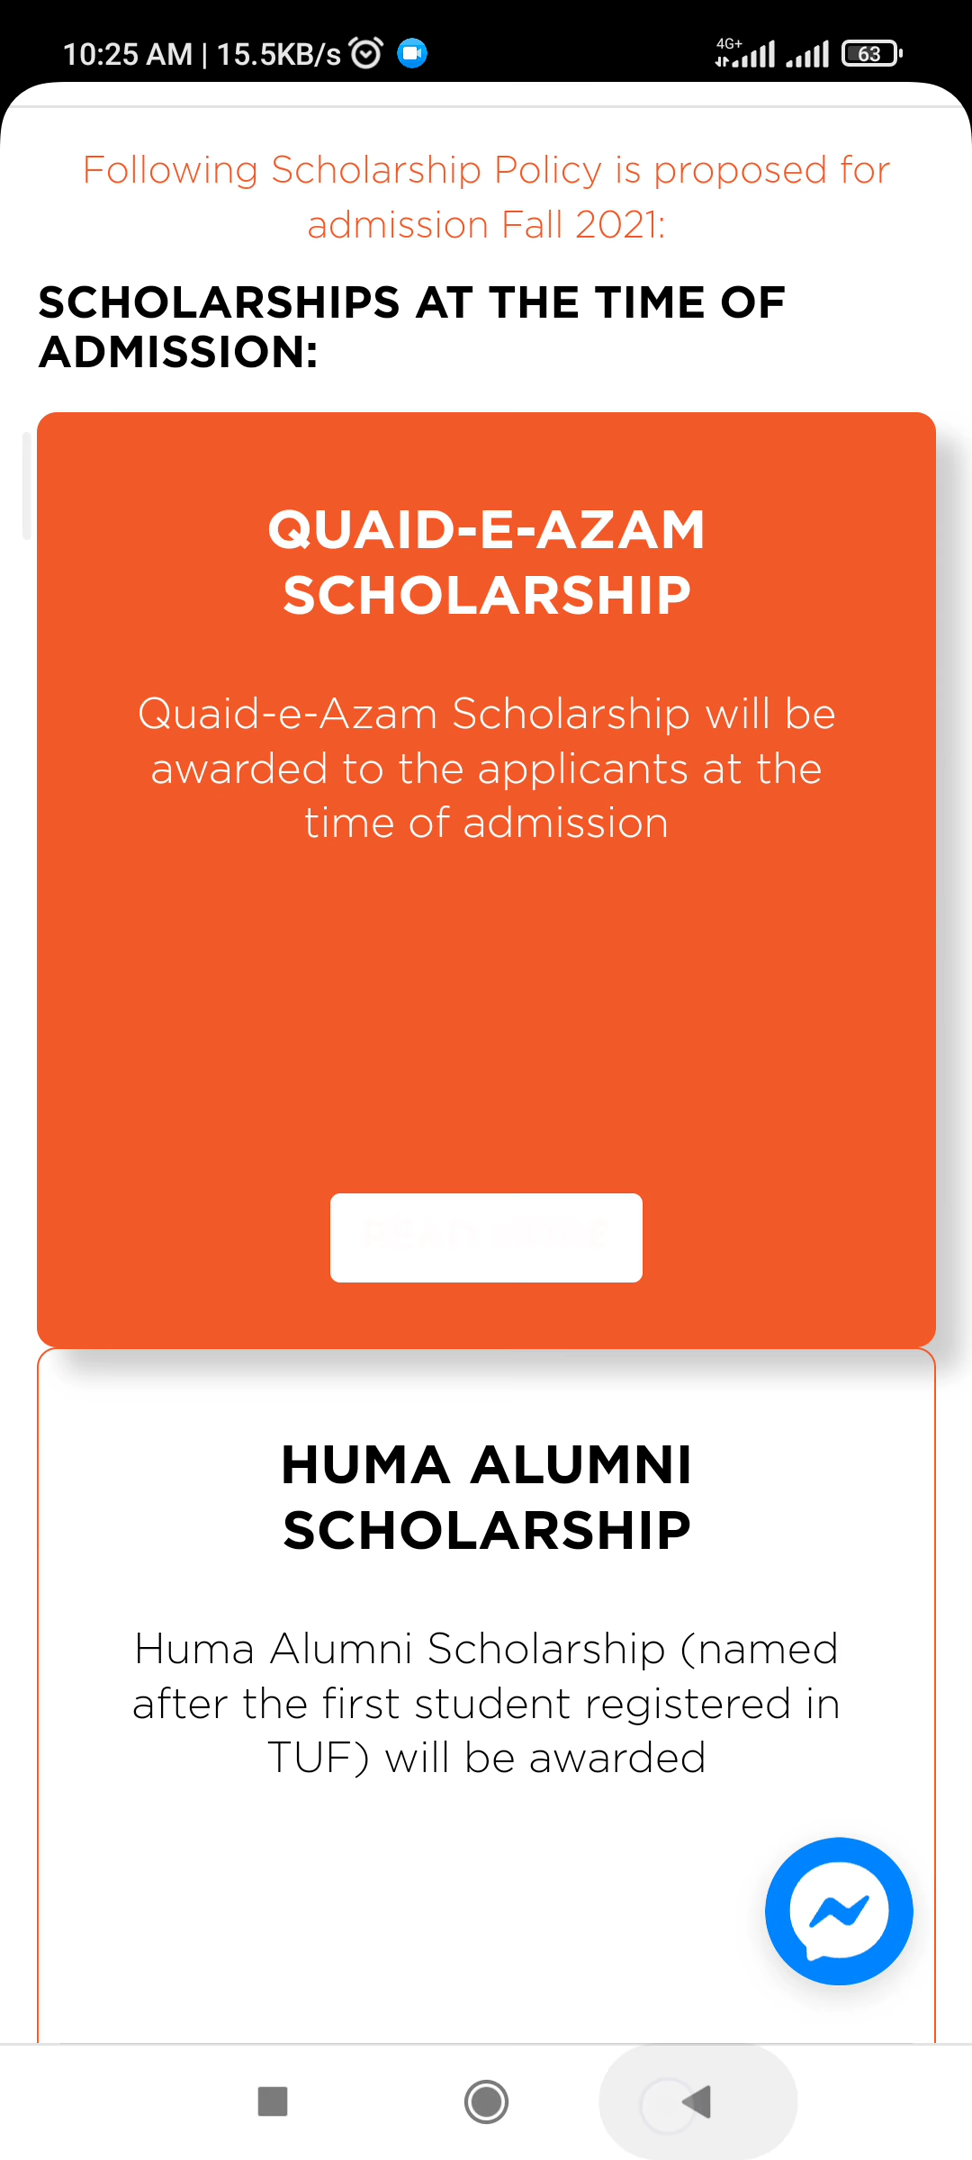 10:25 AM | 15.5KB/s
4G+
63
Following Scholarship Policy is proposed for
admission Fall 2021:
SCHOLARSHIPS AT THE TIME OF
ADMISSION:
QUAID-E-AZAM
SCHOLARSHIP
Quaid-e-Azam Scholarship will be
awarded to the applicants at the
time of admission
HUMA ALUMNI
SCHOLARSHIP
Huma Alumni Scholarship (named
after the first student registered in
TUF) will be awarded